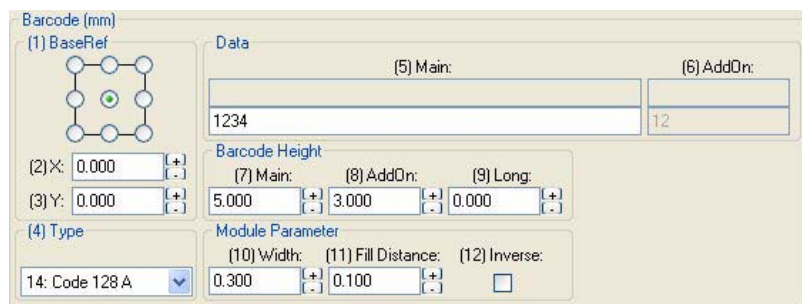 Barcode (mm)
(1) BaseRef
Data
(5) Main:
(6) AddOn:
1234
12
(2) X: 0.000 [+] [-]
(3) Y: 0.000 [+] [-]
Barcode Height
(7) Main:
(8) AddOn:
(9) Long:
5.000 [+] [-]
3.000 [+] [-]
0.000 [+] [-]
(4) Type
14: Code 128 A
Module Parameter
(10) Width:
(11) Fill Distance:
(12) Inverse:
0.300 [+] [-]
0.100 [+] [-]